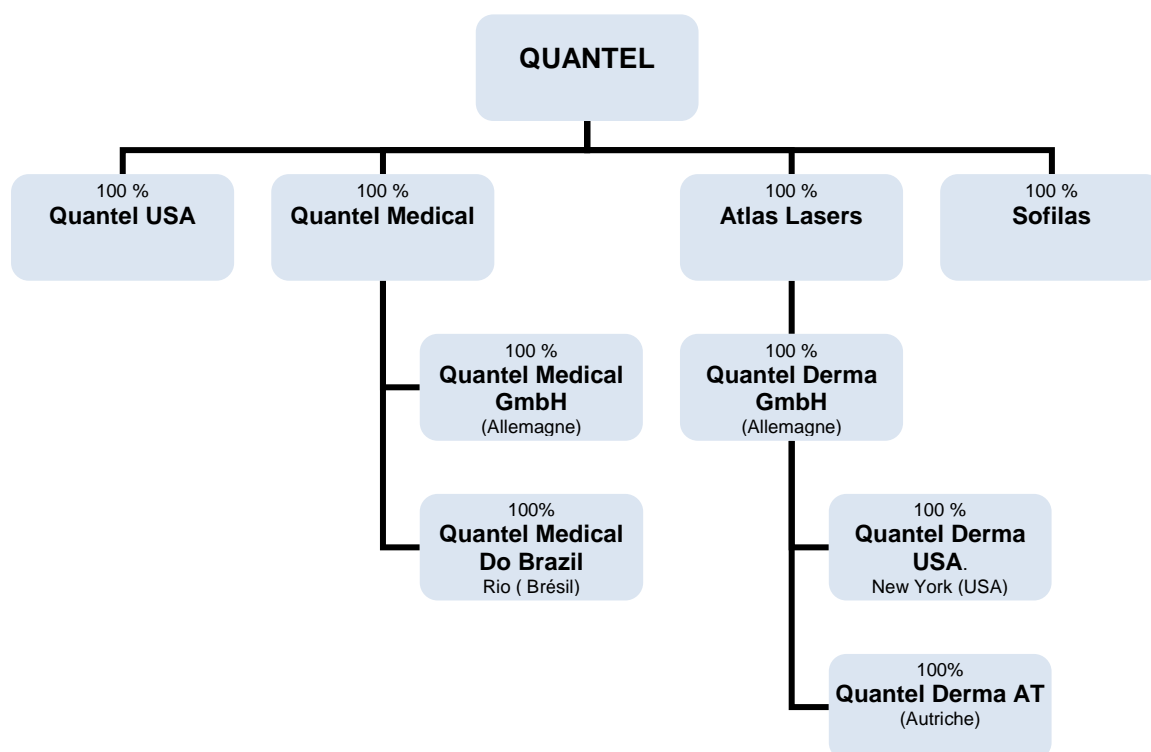 QUANTEL
100 %
Quantel USA
100 %
Quantel Medical
100 %
Atlas Lasers
100 %
Sofilas
100 %
Quantel Medical
GmbH
(Allemagne)
100 %
Quantel Derma
GmbH
(Allemagne)
100%
Quantel Medical
Do Brazil
Rio ( Brésil)
100 %
Quantel Derma
USA.
New York (USA)
100%
Quantel Derma AT
(Autriche)